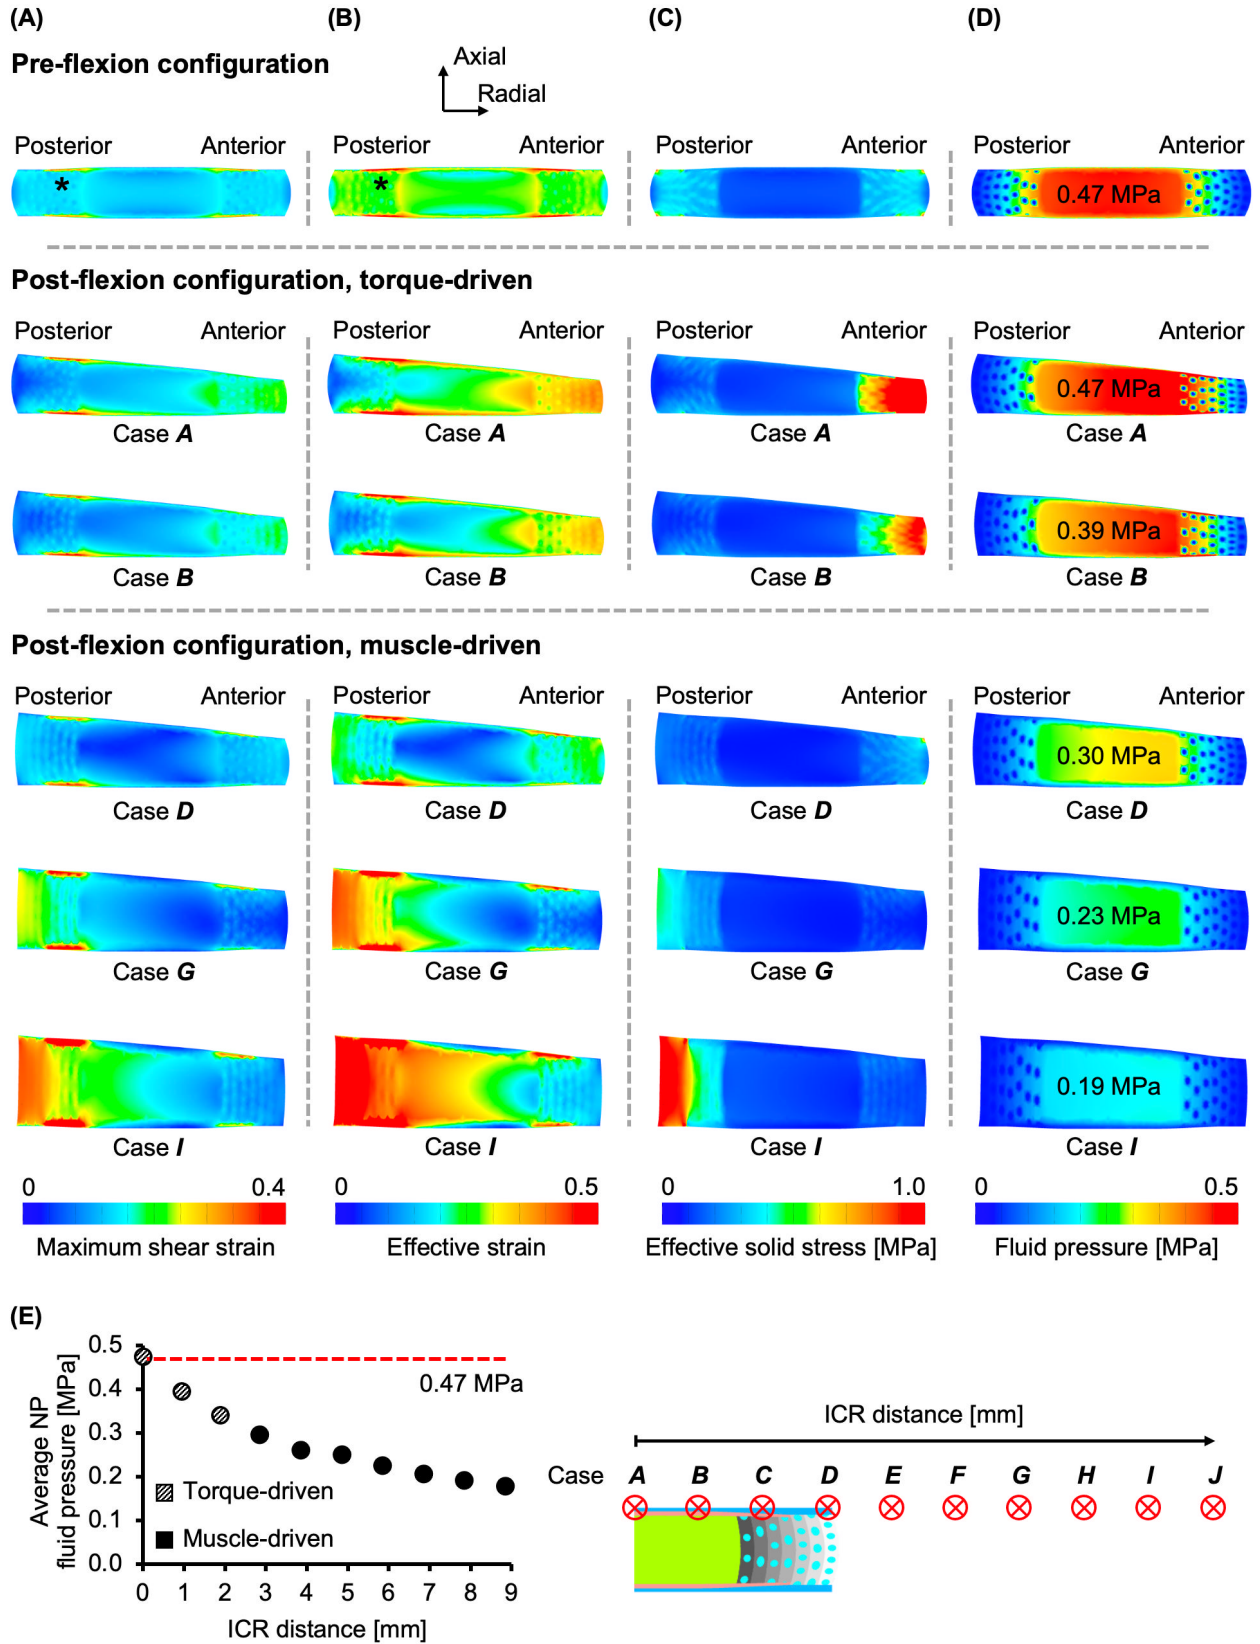 (A) (B) (C) (D)
Pre-flexion configuration
Axial
Radial
Posterior Anterior Posterior Anterior Posterior Anterior Posterior Anterior
* * 0.47 MPa
Post-flexion configuration, torque-driven
Posterior Anterior Posterior Anterior Posterior Anterior Posterior Anterior
0.47 MPa
Case A Case A Case A Case A
0.39 MPa
Case B Case B Case B Case B
Post-flexion configuration, muscle-driven
Posterior Anterior Posterior Anterior Posterior Anterior Posterior Anterior
0.30 MPa
Case D Case D Case D Case D
0.23 MPa
Case G Case G Case G Case G
0.19 MPa
Case I Case I Case I Case I
0 0.4 0 0.5 0 1.0 0 0.5
Maximum shear strain Effective strain Effective solid stress [MPa] Fluid pressure [MPa]
(E)
Average NP
fluid pressure [MPa]
0.5
0.4
0.3
0.2
0.1
0.0
0.47 MPa
Torque-driven
Muscle-driven
0 1 2 3 4 5 6 7 8 9
ICR distance [mm]
ICR distance [mm]
Case A B C D E F G H I J